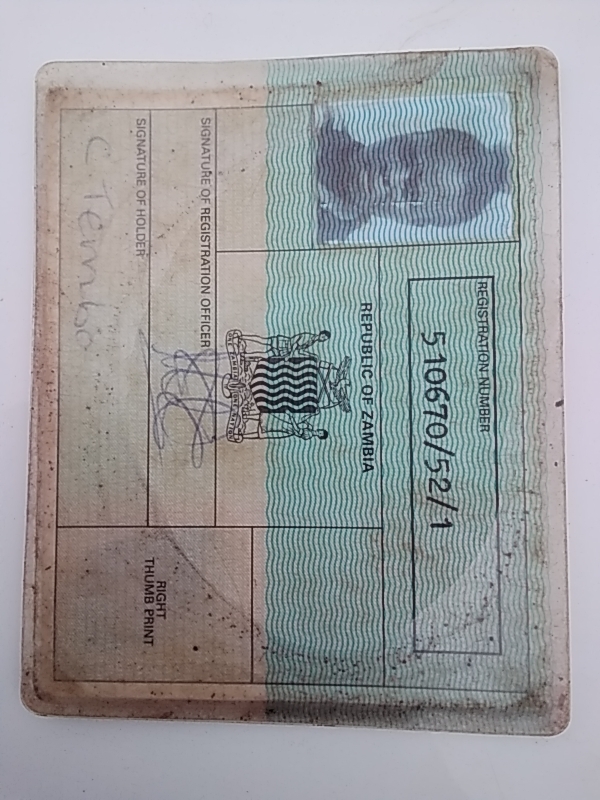 REGISTRATION NUMBER
510670/52/1
REPUBLIC OF ZAMBIA
SIGNATURE OF REGISTRATION OFFICER
SIGNATURE OF HOLDER
C Tembo
RIGHT
THUMB PRINT